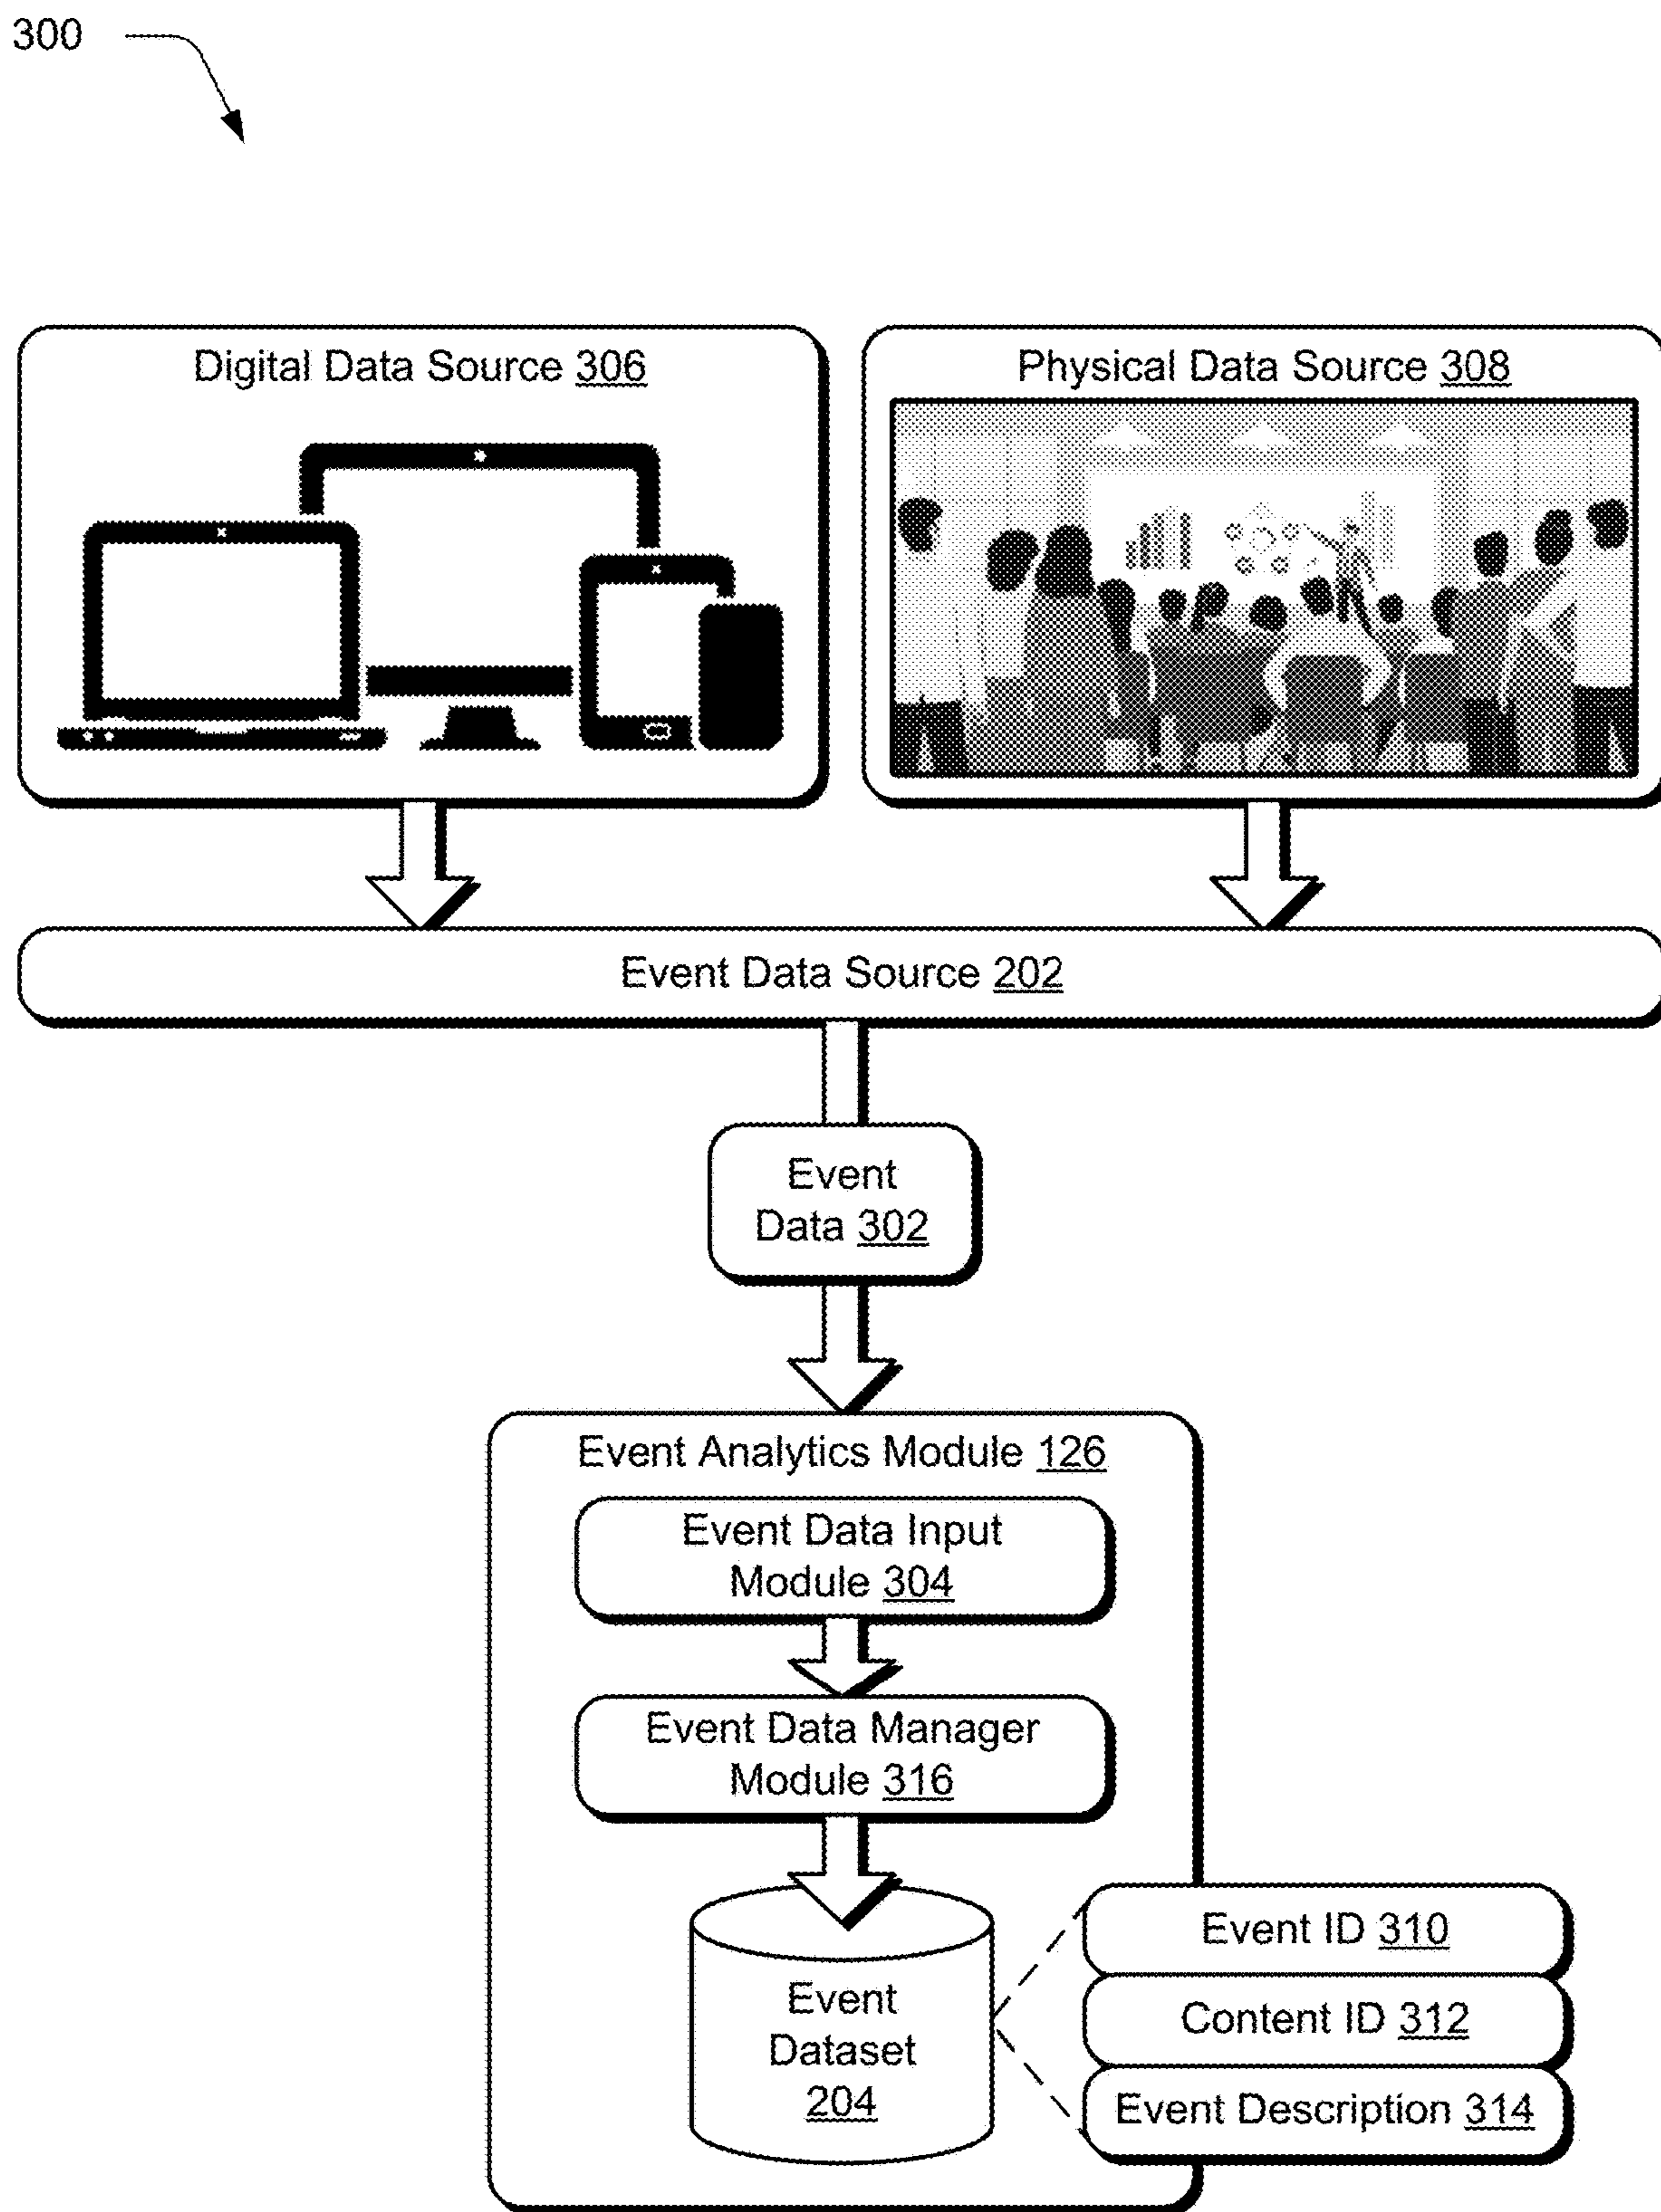 300
Digital Data Source 306
Physical Data Source 308
Event Data Source 202
Event
Data 302
Event Analytics Module 126
Event Data Input
Module 304
Event Data Manager
Module 316
Event
Dataset
204
Event ID 310
Content ID 312
Event Description 314